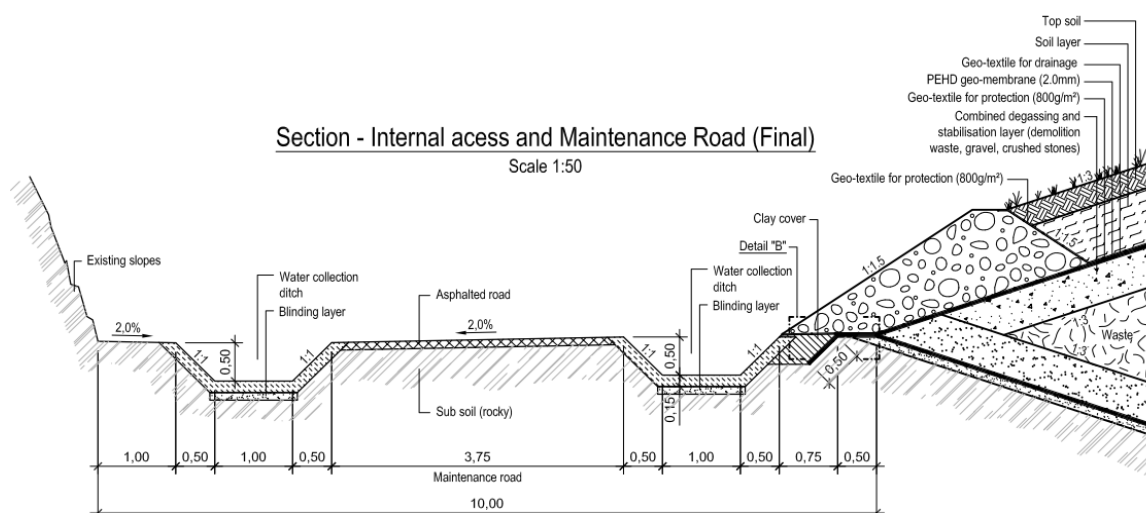 Top soil
Soil layer
Geo-textile for drainage
PEHD geo-membrane (2.0mm)
Geo-textile for protection (800g/m²)
Combined degassing and
stabilisation layer (demolition
waste, gravel, crushed stones)
Section - Internal acess and Maintenance Road (Final)
Scale 1:50
Geo-textile for protection (800g/m²)
1:3
Clay cover
Detail "B"
1:1.5
1:1.5
Existing slopes
Water collection
ditch
Blinding layer
Asphalted road
Water collection
ditch
Blinding layer
2,0%
1:1
0,50
1:1
2,0%
1:1
0,50
0,15
1:1
0,50
1:3
Waste
1:3
Sub soil (rocky)
1,00 0,50 1,00 0,50 3,75 0,50 1,00 0,50 0,75 0,50
Maintenance road
10,00